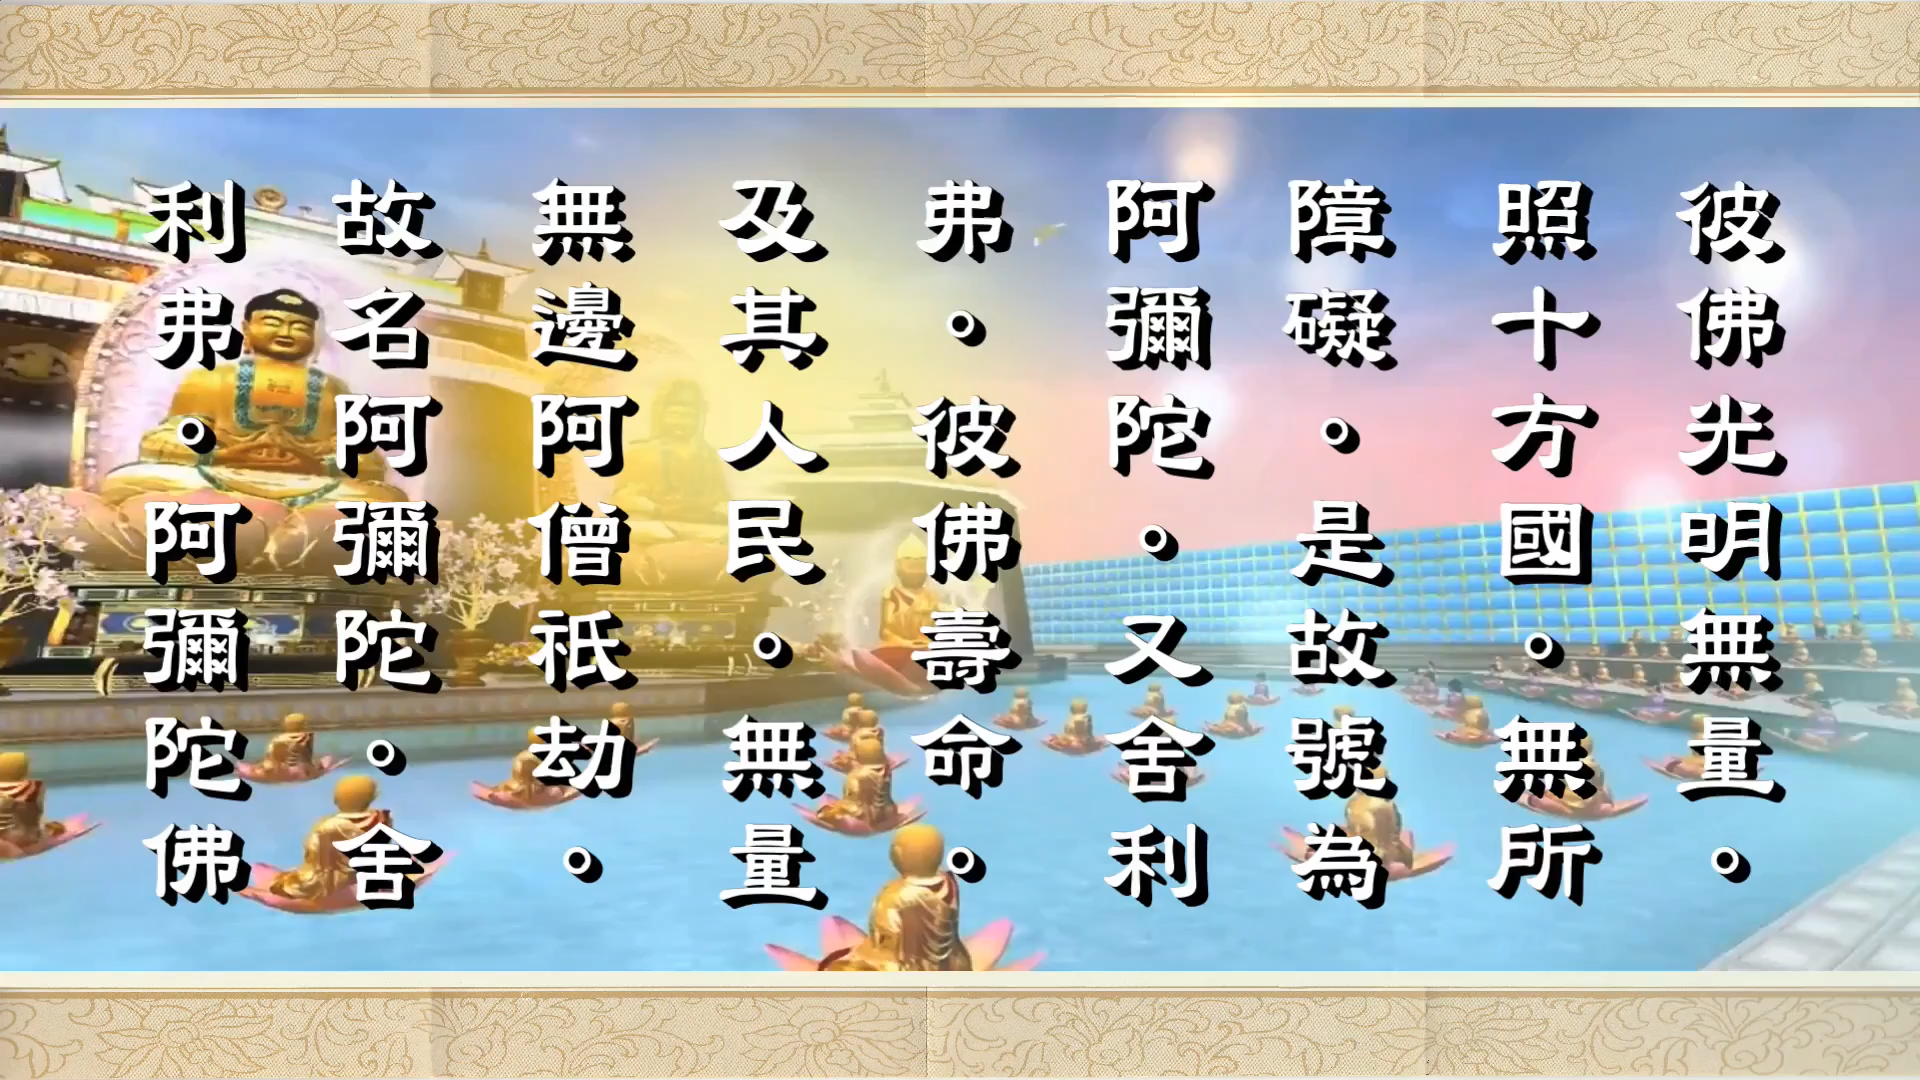 彼佛光明無量。
照十方國。無所
障礙。是故號為
阿彌陀。又舍利
弗。彼佛壽命。
及其人民。無量
無邊阿僧祇劫。
故名阿彌陀。舍
利弗。阿彌陀佛